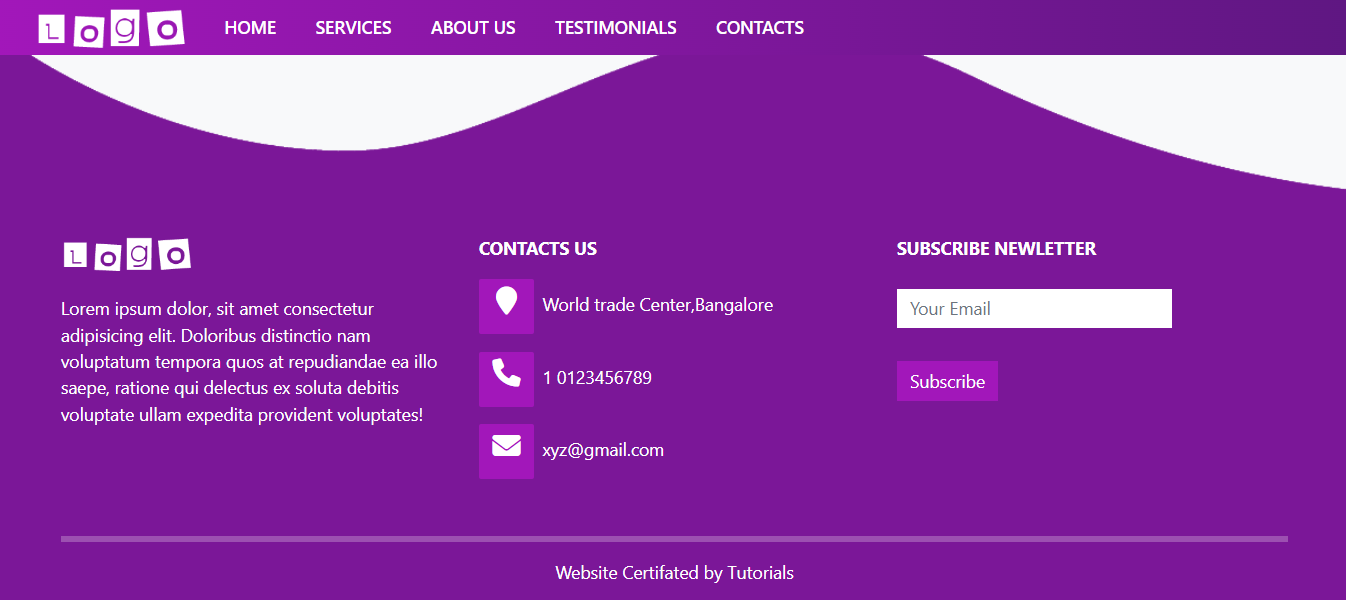 Logo
HOME SERVICES ABOUT US TESTIMONIALS CONTACTS
Logo
Lorem ipsum dolor, sit amet consectetur
adipisicing elit. Doloribus distinctio nam
voluptatum tempora quos at repudiandae ea illo
saepe, ratione qui delectus ex soluta debitis
voluptate ullam expedita provident voluptates!
CONTACTS US
World trade Center,Bangalore
1 0123456789
xyz@gmail.com
SUBSCRIBE NEWLETTER
Your Email
Subscribe
Website Certifated by Tutorials